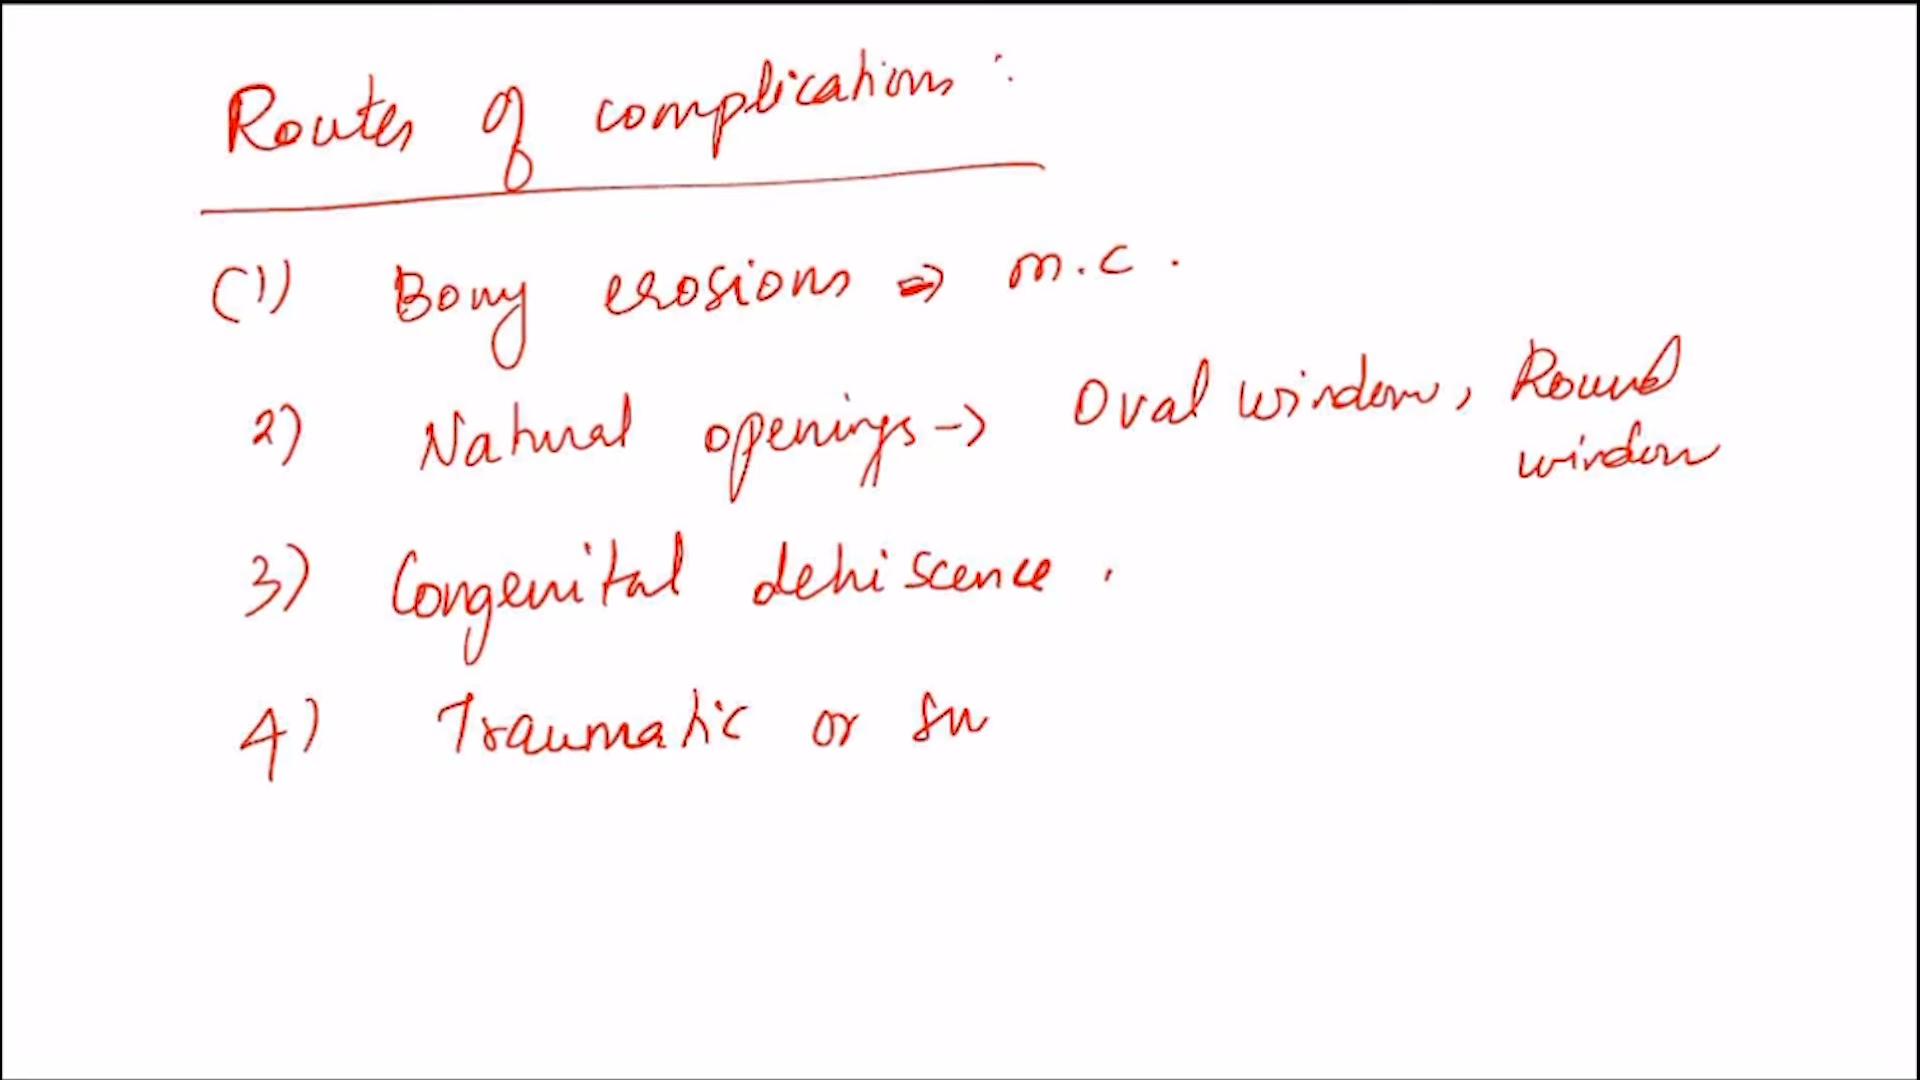 Routes of complications :
(1) Bony erosions ⇒ m.c.
2) Natural openings -> Oval window, Round
window
3) Congenital dehiscence .
4) Traumatic or Su